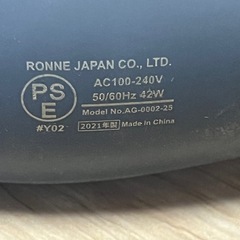 RONNE JAPAN CO., LTD.
PS
E
AC100-240V
50/60Hz 42W
Model No.AG-0002-25
#Y02
2021年製 Made in China